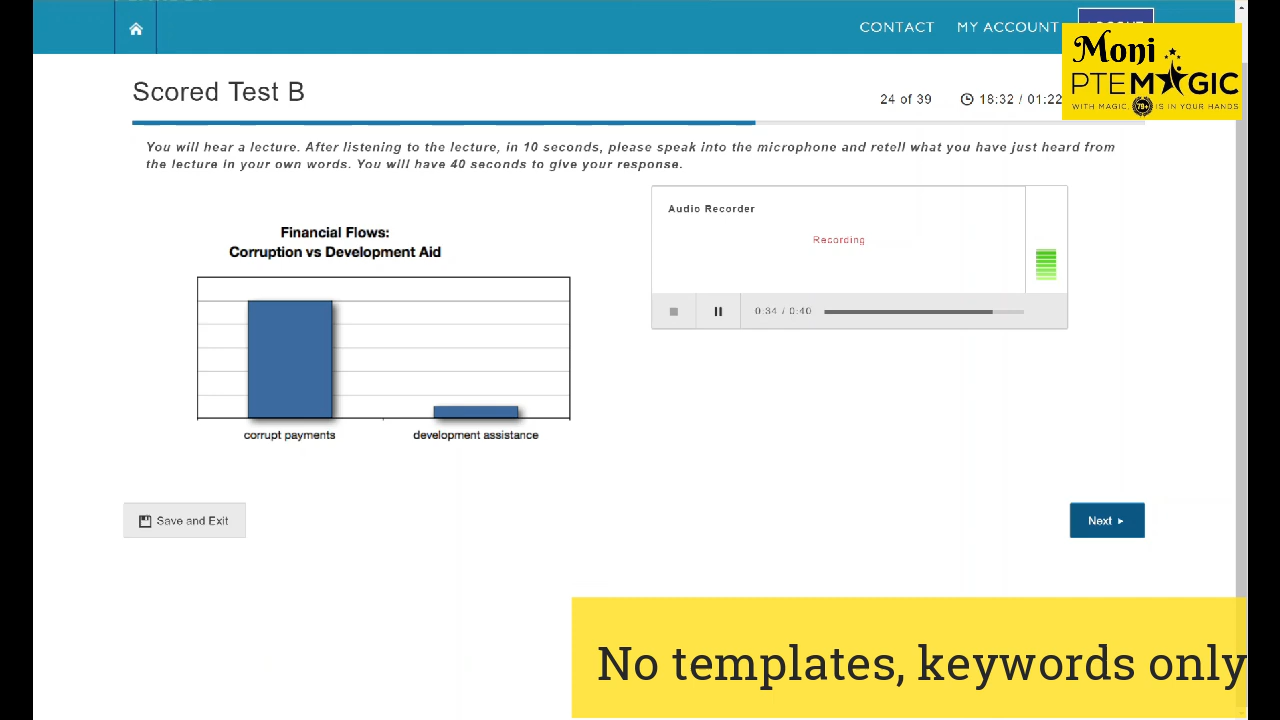 CONTACT
MY ACCOUNT
Moni
PTE MAGIC
WITH MAGIC, 79+ IS IN YOUR HANDS
Scored Test B
24 of 39
18:32 / 01:22
You will hear a lecture. After listening to the lecture, in 10 seconds, please speak into the microphone and retell what you have just heard from
the lecture in your own words. You will have 40 seconds to give your response.
Financial Flows:
Corruption vs Development Aid
corrupt payments
development assistance
Audio Recorder
Recording
0:34 / 0:40
Save and Exit
Next
No templates, keywords only